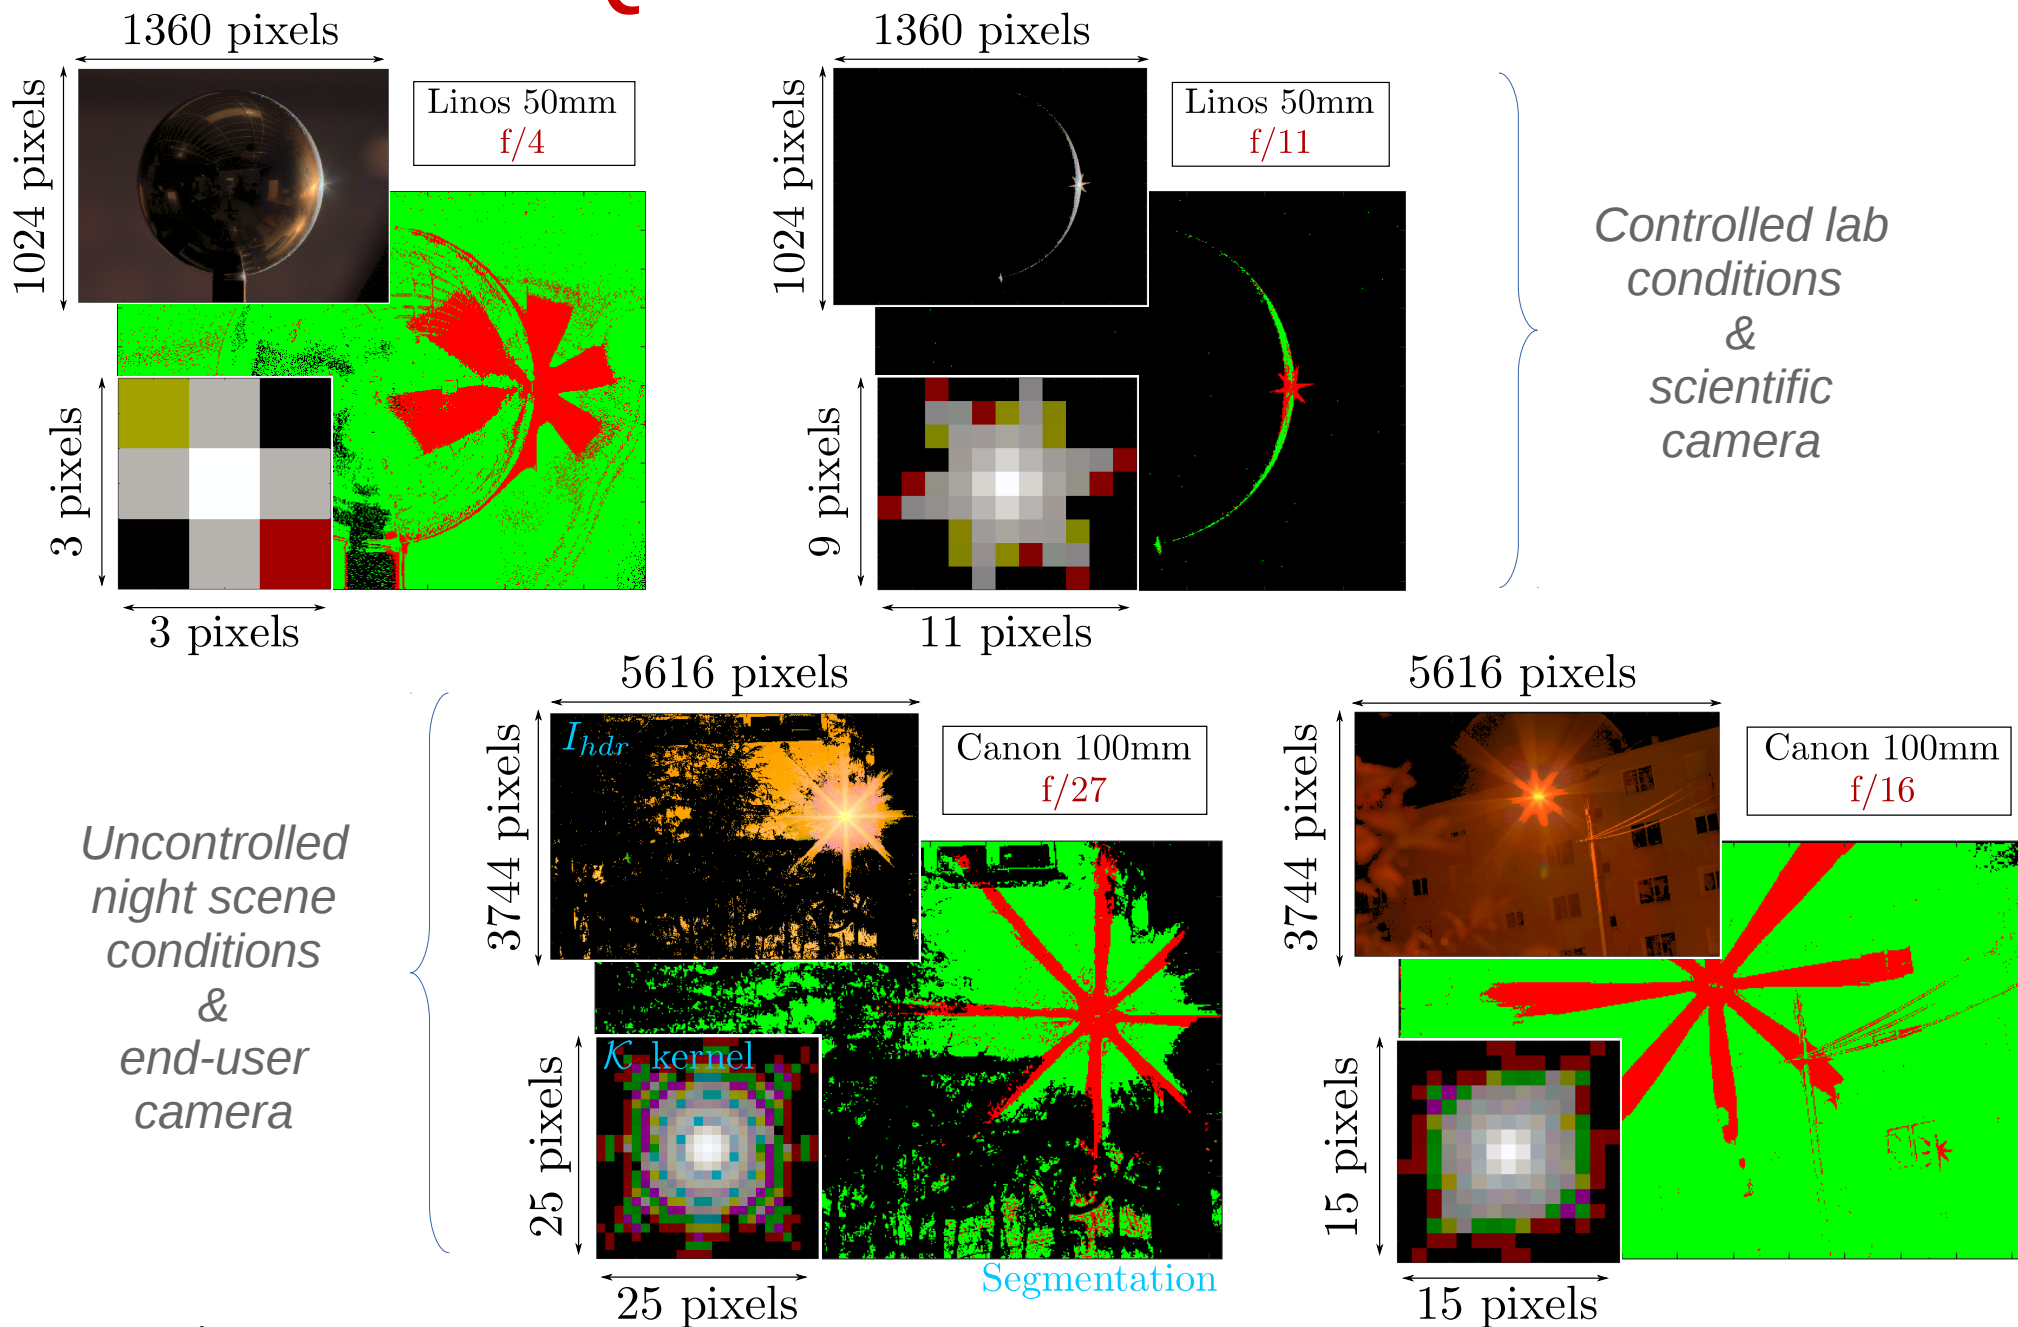 1360 pixels
1024 pixels
Linos 50mm
f/4
3 pixels
3 pixels
1360 pixels
1024 pixels
Linos 50mm
f/11
9 pixels
11 pixels
Controlled lab
conditions
&
scientific
camera
Uncontrolled
night scene
conditions
&
end-user
camera
5616 pixels
3744 pixels
I_hdr
Canon 100mm
f/27
𝒦 kernel
25 pixels
25 pixels
Segmentation
5616 pixels
3744 pixels
Canon 100mm
f/16
15 pixels
15 pixels